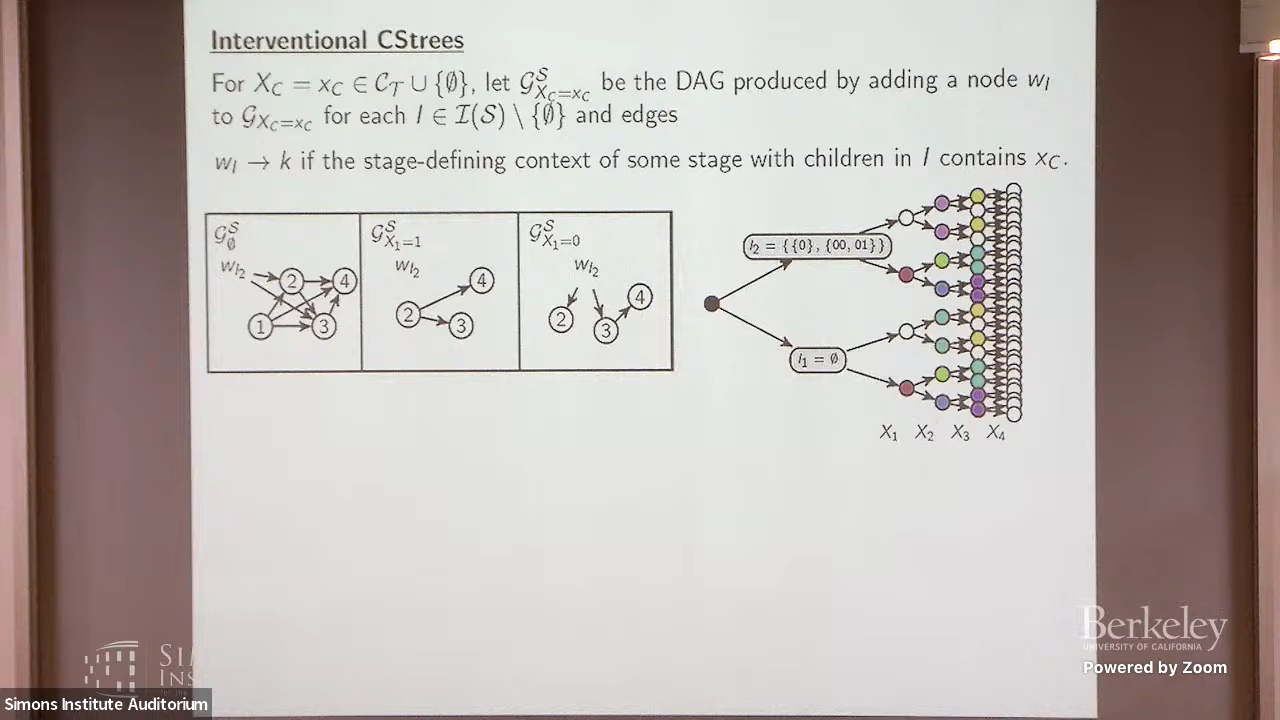 Interventional CStrees
For X_C = x_C ∈ 𝒞_𝒯 ∪ {∅}, let 𝒢^𝒮_{X_C=x_C} be the DAG produced by adding a node w_I
to 𝒢_{X_C=x_C} for each I ∈ ℐ(𝒮) \ {∅} and edges
w_I → k if the stage-defining context of some stage with children in I contains x_C.
𝒢^𝒮_∅
w_{I_2}
2
4
1
3
𝒢^𝒮_{X_1=1}
w_{I_2}
4
2
3
𝒢^𝒮_{X_1=0}
w_{I_2}
4
2
3
I_2 = {{0}, {00, 01}}
I_1 = ∅
X_1 X_2 X_3 X_4
Berkeley
UNIVERSITY OF CALIFORNIA
Powered by Zoom
Simons Institute Auditorium